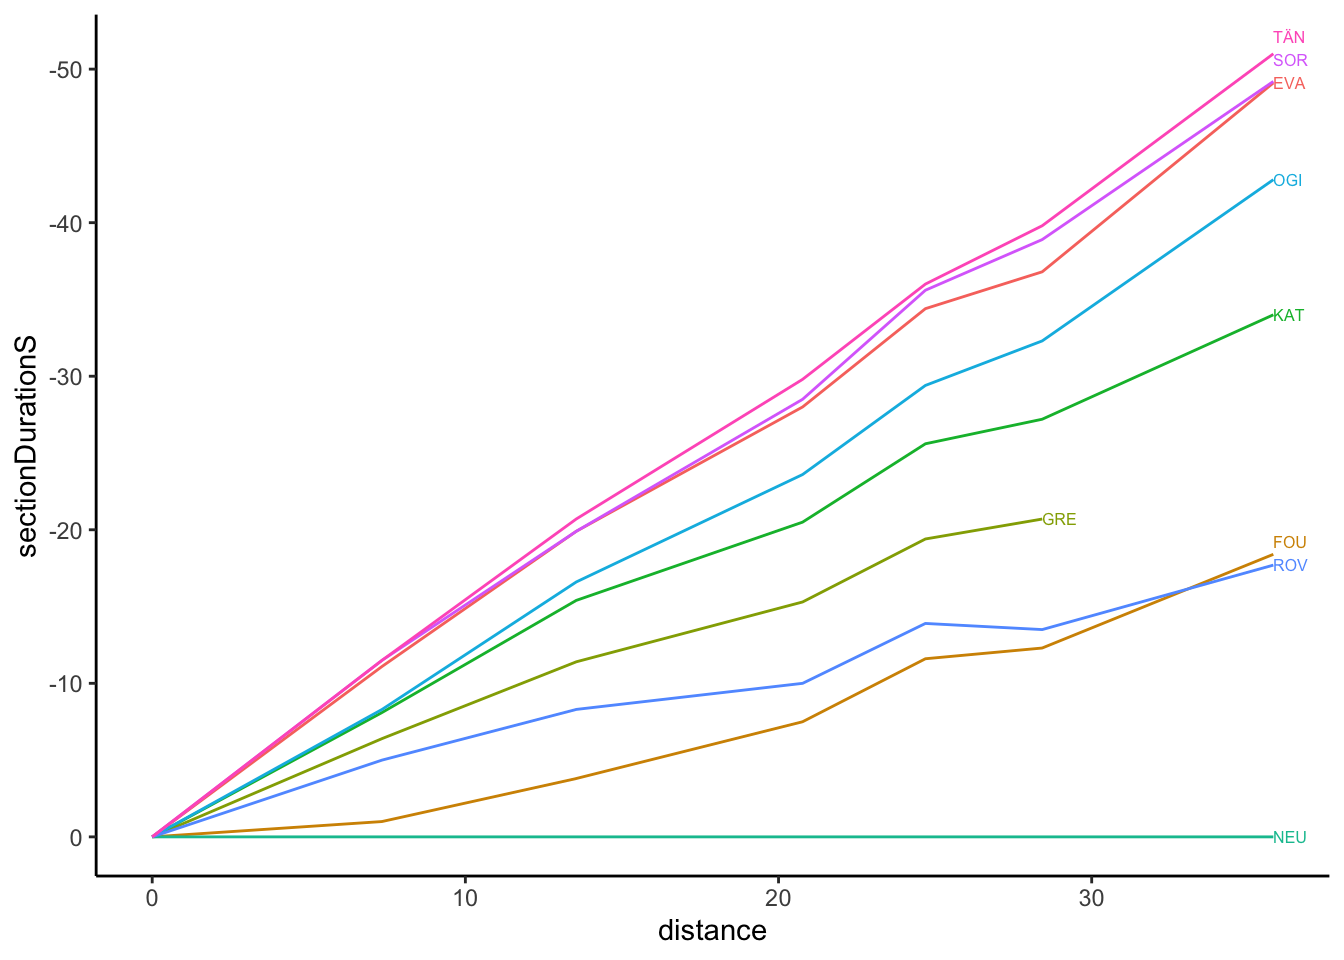 TÄN
-50
SOR
EVA
OGI
-40
KAT
-30
sectionDurationS
GRE
-20
FOU
ROV
-10
0
NEU
0 10 20 30
distance